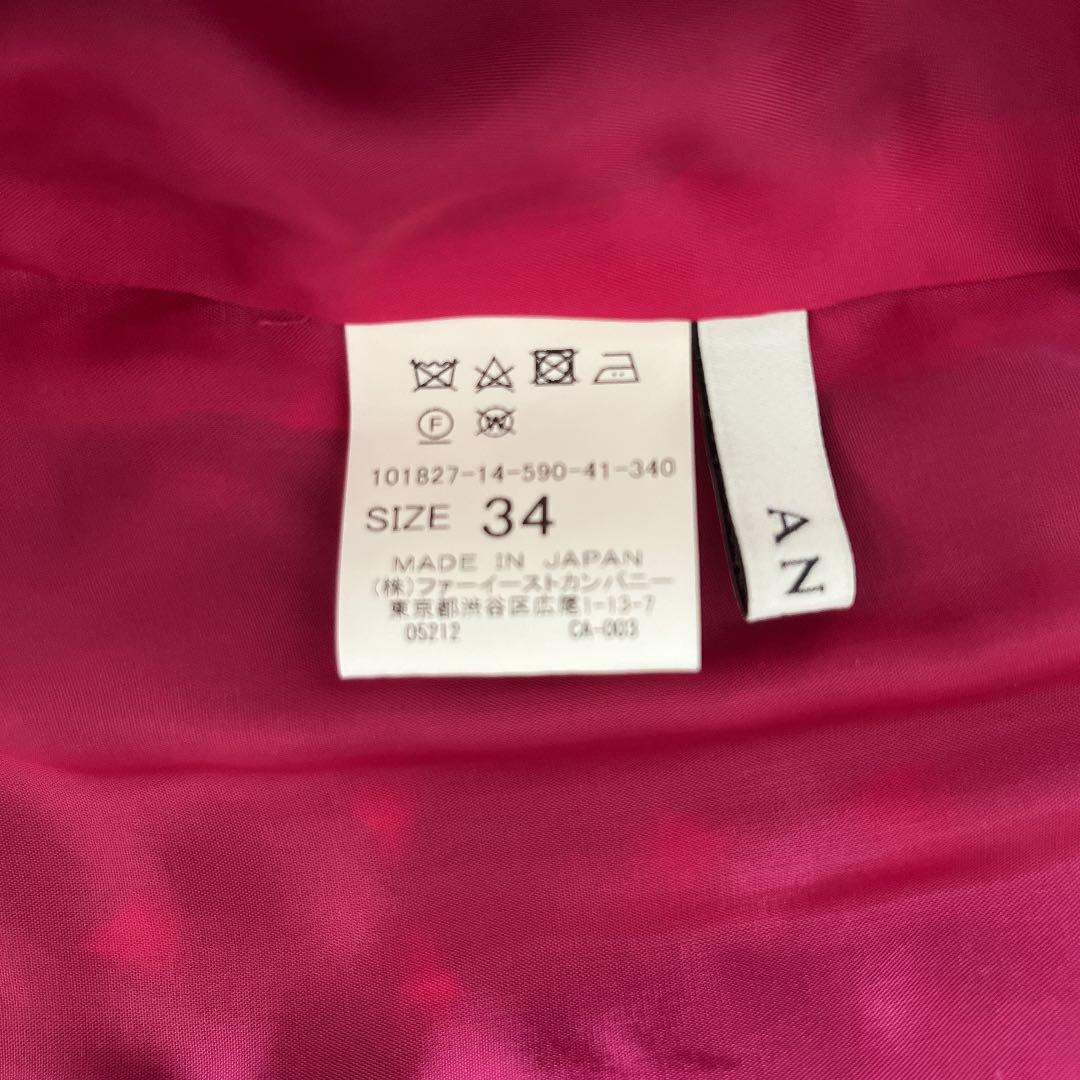 F W
101827-14-590-41-340
SIZE 34
MADE IN JAPAN
(株)ファーイーストカンパニー
東京都渋谷区広尾1-13-7
05212 CA-003
AN